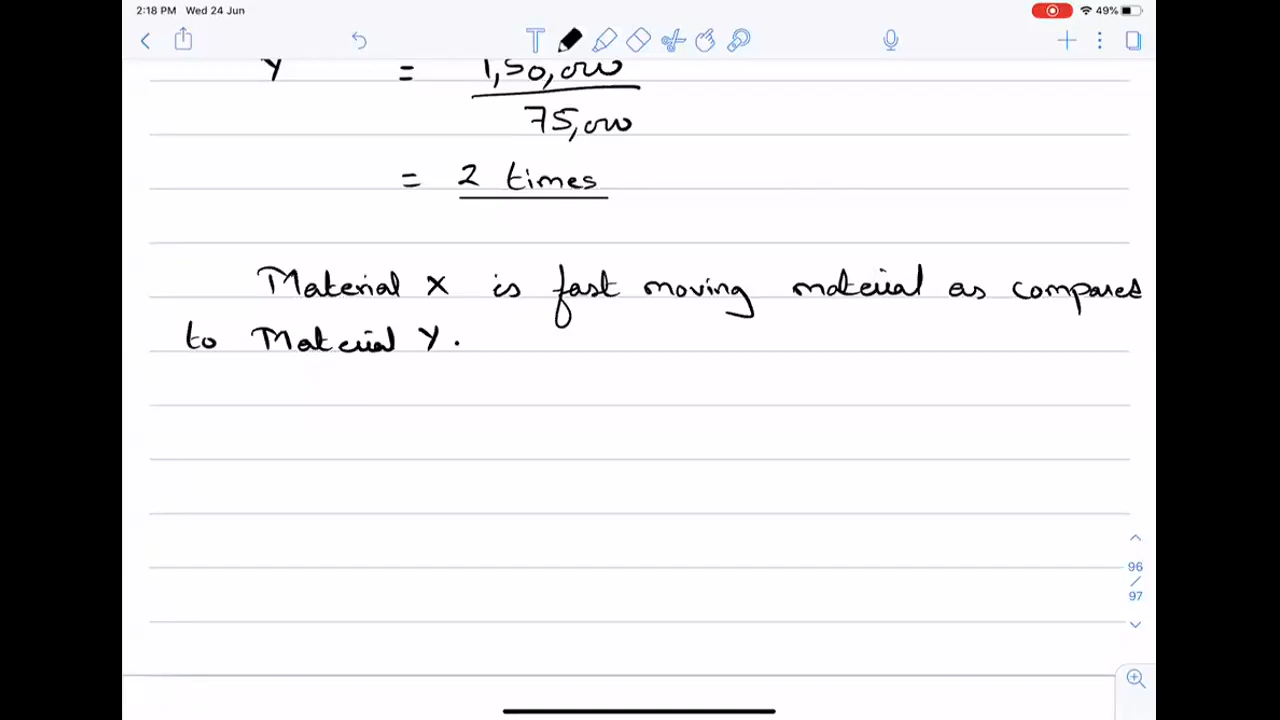 2:18 PM Wed 24 Jun
49%
Y = 1,50,000
75,000
= 2 times
Material X is fast moving material as compared
to Material Y.
96
/
97